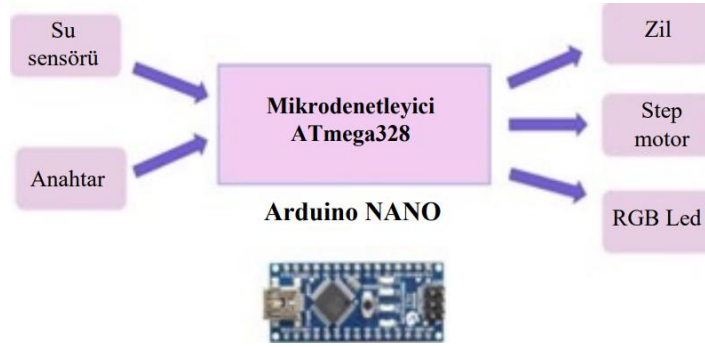 Su
sensörü
Anahtar
Mikrodenetleyici
ATmega328
Arduino NANO
Zil
Step
motor
RGB Led